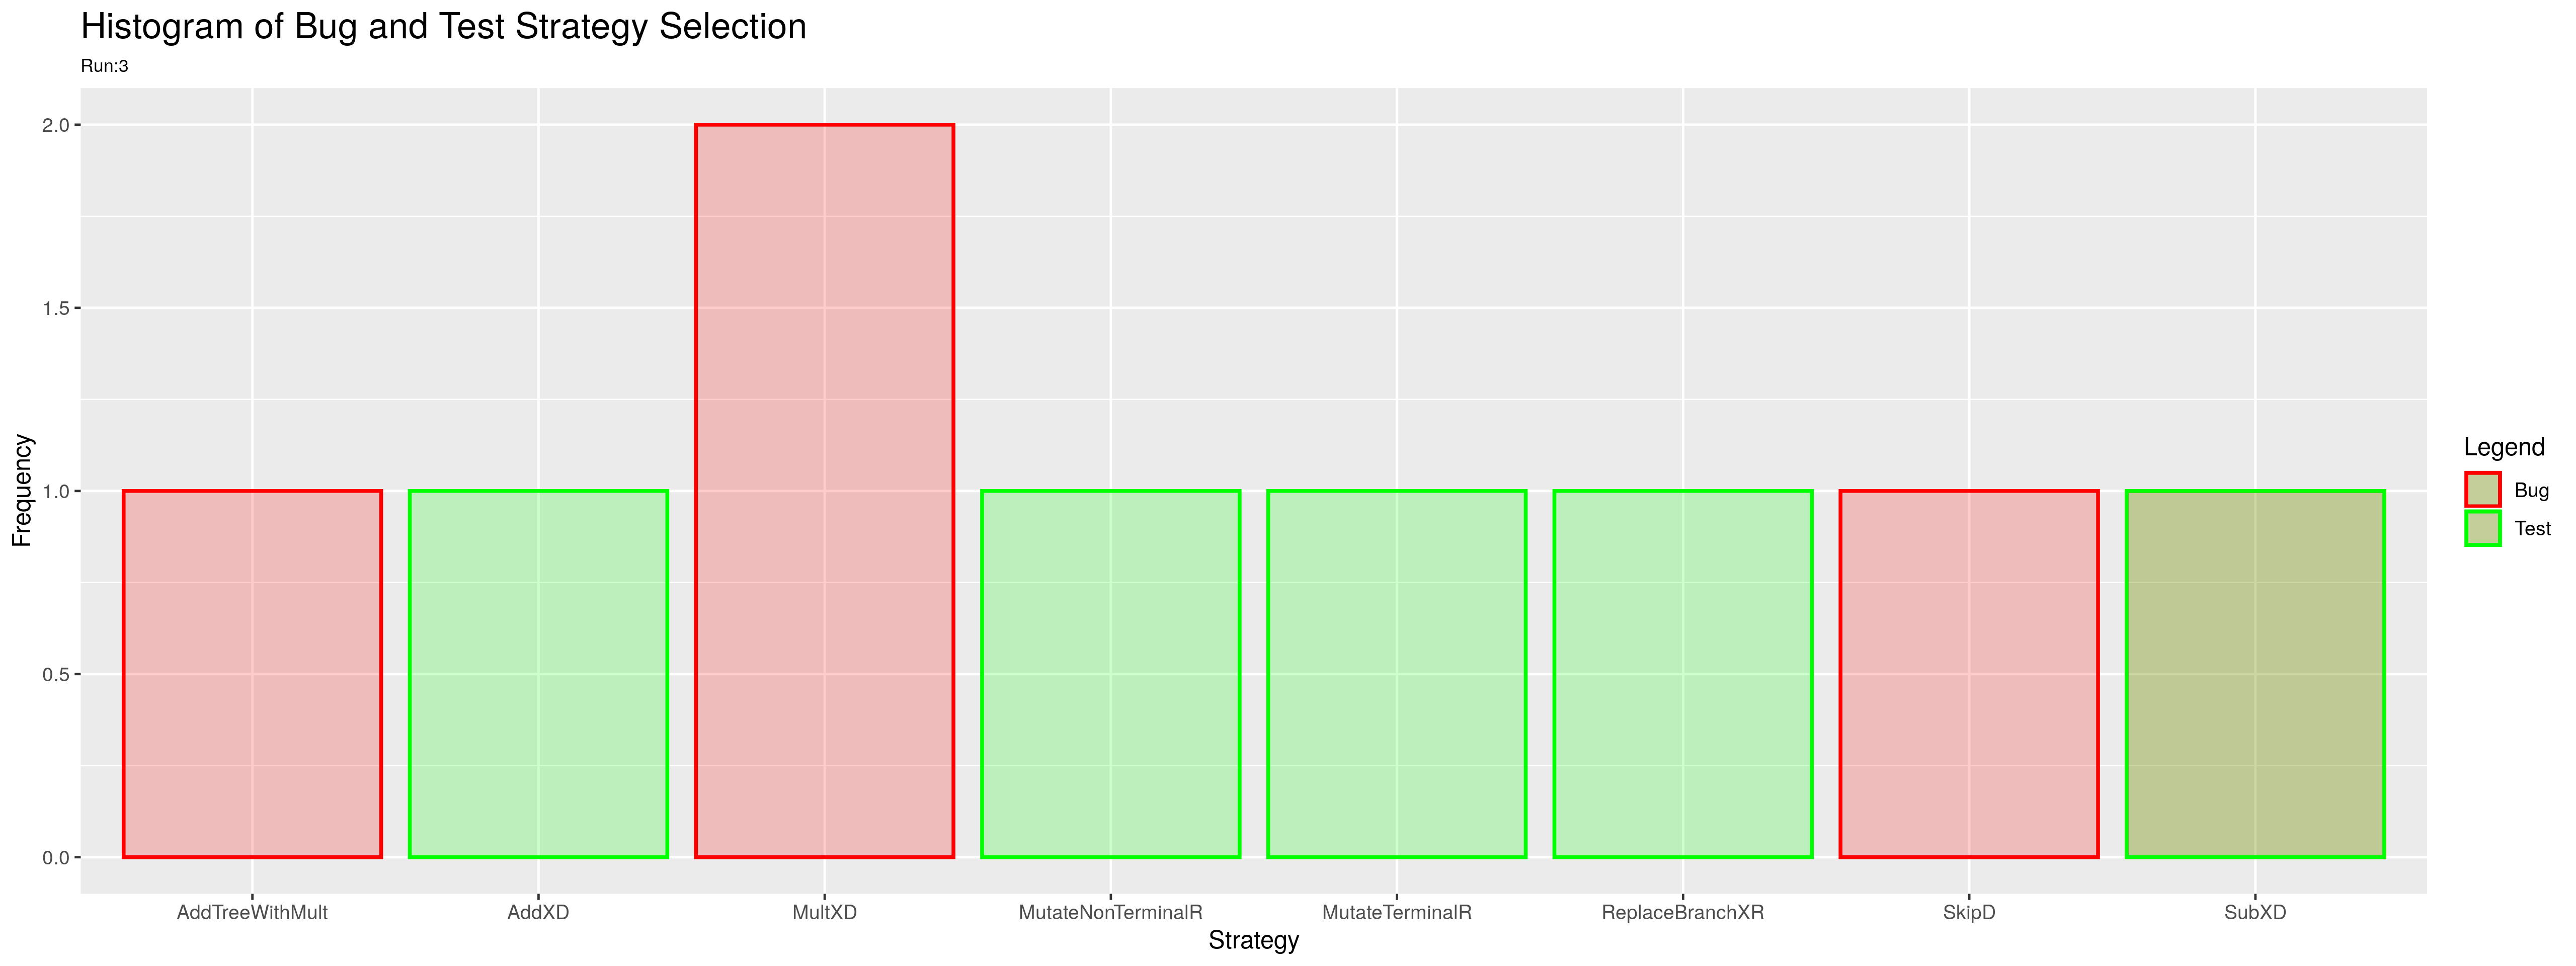 Histogram of Bug and Test Strategy Selection
Run:3
2.0
1.5
1.0
0.5
0.0
Frequency
AddTreeWithMult
AddXD
MultXD
MutateNonTerminalR
MutateTerminalR
ReplaceBranchXR
SkipD
SubXD
Strategy
Legend
Bug
Test